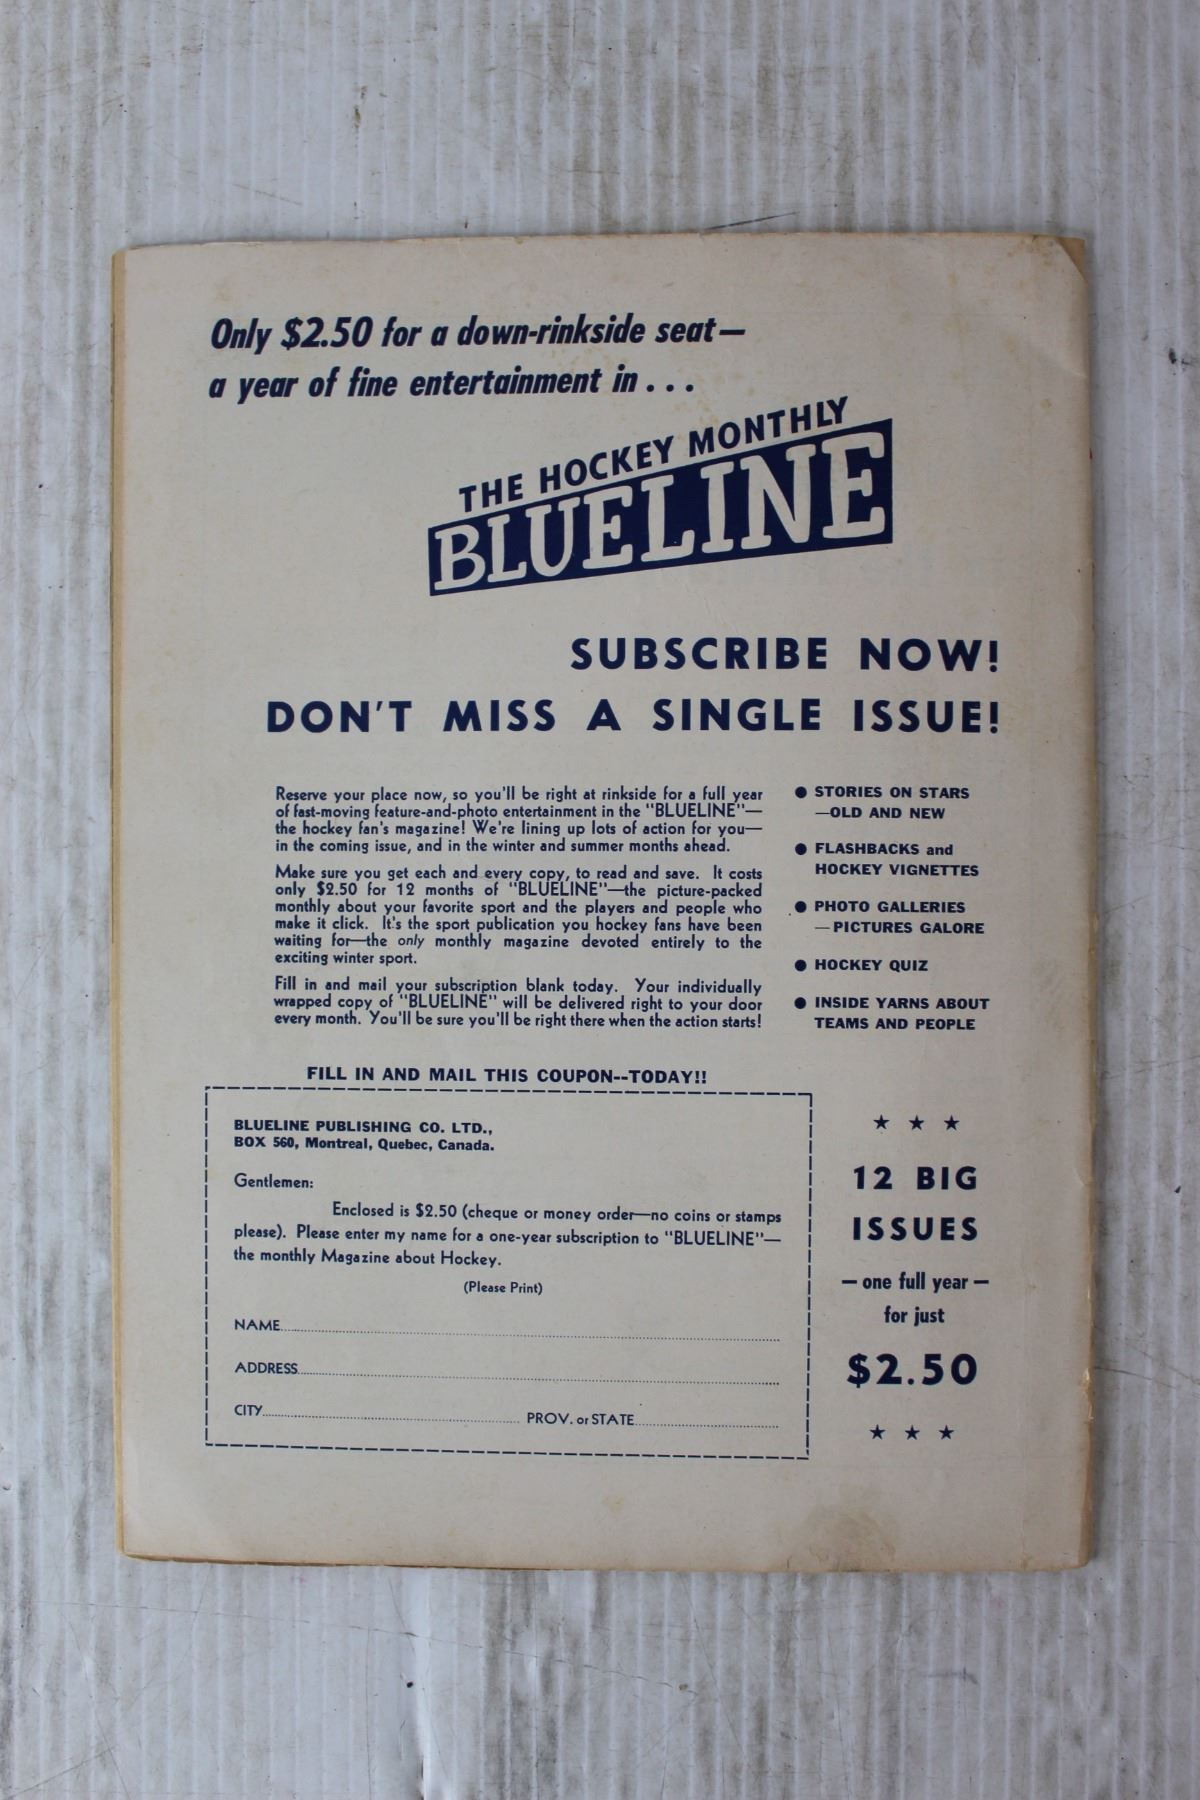 Only $2.50 for a down-rinkside seat—
a year of fine entertainment in . . .
THE HOCKEY MONTHLY
BLUELINE
SUBSCRIBE NOW!
DON'T MISS A SINGLE ISSUE!
Reserve your place now, so you'll be right at rinkside for a full year
of fast-moving feature-and-photo entertainment in the "BLUELINE"—
the hockey fan's magazine! We're lining up lots of action for you—
in the coming issue, and in the winter and summer months ahead.
Make sure you get each and every copy, to read and save. It costs
only $2.50 for 12 months of "BLUELINE"—the picture-packed
monthly about your favorite sport and the players and people who
make it click. It's the sport publication you hockey fans have been
waiting for—the only monthly magazine devoted entirely to the
exciting winter sport.
Fill in and mail your subscription blank today. Your individually
wrapped copy of "BLUELINE" will be delivered right to your door
every month. You'll be sure you'll be right there when the action starts!
● STORIES ON STARS
—OLD AND NEW
● FLASHBACKS and
HOCKEY VIGNETTES
● PHOTO GALLERIES
— PICTURES GALORE
● HOCKEY QUIZ
● INSIDE YARNS ABOUT
TEAMS AND PEOPLE
FILL IN AND MAIL THIS COUPON--TODAY!!
BLUELINE PUBLISHING CO. LTD.,
BOX 560, Montreal, Quebec, Canada.
Gentlemen:
Enclosed is $2.50 (cheque or money order—no coins or stamps
please). Please enter my name for a one-year subscription to "BLUELINE"—
the monthly Magazine about Hockey.
(Please Print)
NAME
ADDRESS
CITY PROV. or STATE
★ ★ ★
12 BIG
ISSUES
— one full year —
for just
$2.50
★ ★ ★